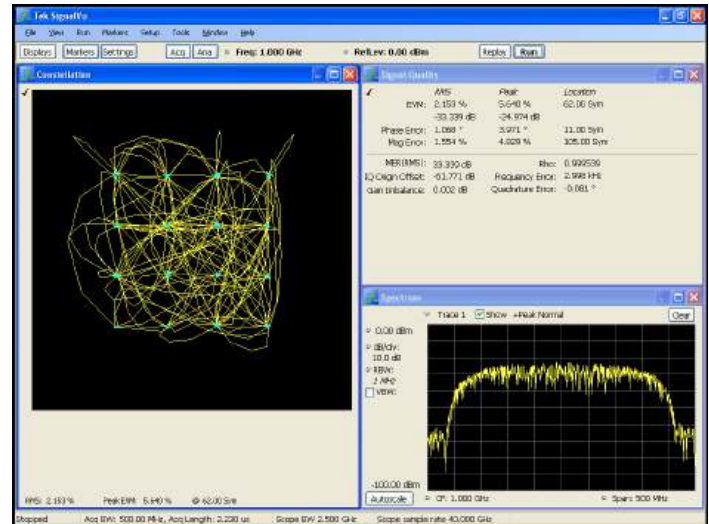 Tek SignalVu
File View Run Markers Setup Tools Window Help
Displays Markers Settings Acq Ana Freq: 1.000 GHz RefLev: 0.00 dBm Replay Run
Constellation
Signal Quality
RMS Peak Location
EVM: 2.153 % 5.640 % 62.00 Sym
-33.339 dB -24.974 dB
Phase Error: 1.068 ° 3.971 ° 11.00 Sym
Mag Error: 1.554 % 4.829 % 105.00 Sym
MER(RMS): 33.339 dB Rho: 0.999539
IQ Origin Offset: -61.771 dB Frequency Error: 2.998 kHz
Gain Imbalance: 0.002 dB Quadrature Error: -0.081 °
Spectrum
Trace 1 Show +Peak Normal Clear
0.00 dBm
dB/div:
10.0 dB
RBW:
1 MHz
VBW:
-100.00 dBm
Autoscale CF: 1.000 GHz Span: 500 MHz
RMS: 2.153 % Peak EVM: 5.640 % @ 62.00 Sym
Stopped Acq BW: 500.00 MHz, Acq Length: 2.230 us Scope BW 2.500 GHz Scope sample rate 40.000 GHz